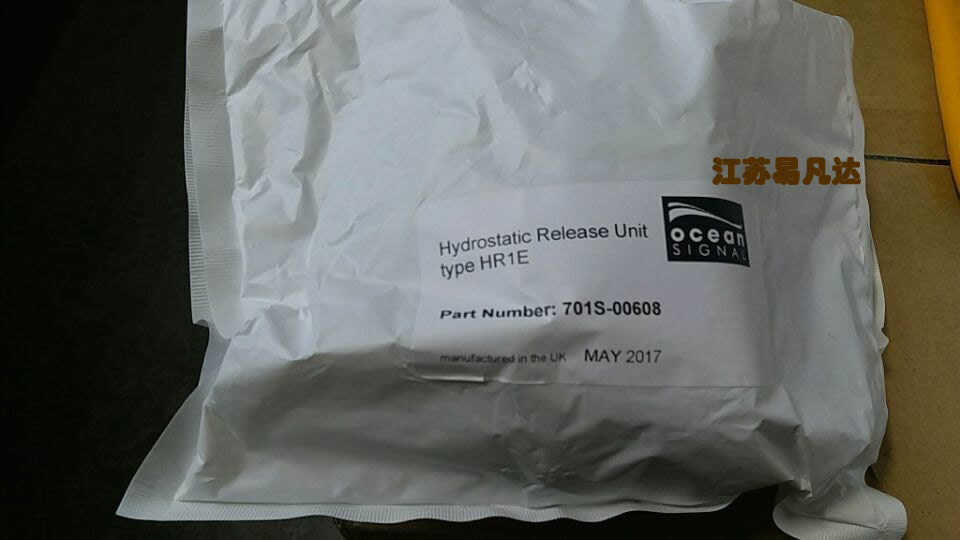 江苏易凡达
ocean
SIGNAL
Hydrostatic Release Unit
type HR1E
Part Number: 701S-00608
manufactured in the UK MAY 2017